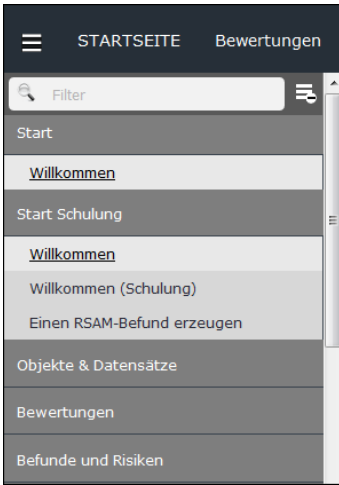 STARTSEITE Bewertungen
Filter
Start
Willkommen
Start Schulung
Willkommen
Willkommen (Schulung)
Einen RSAM-Befund erzeugen
Objekte & Datensätze
Bewertungen
Befunde und Risiken